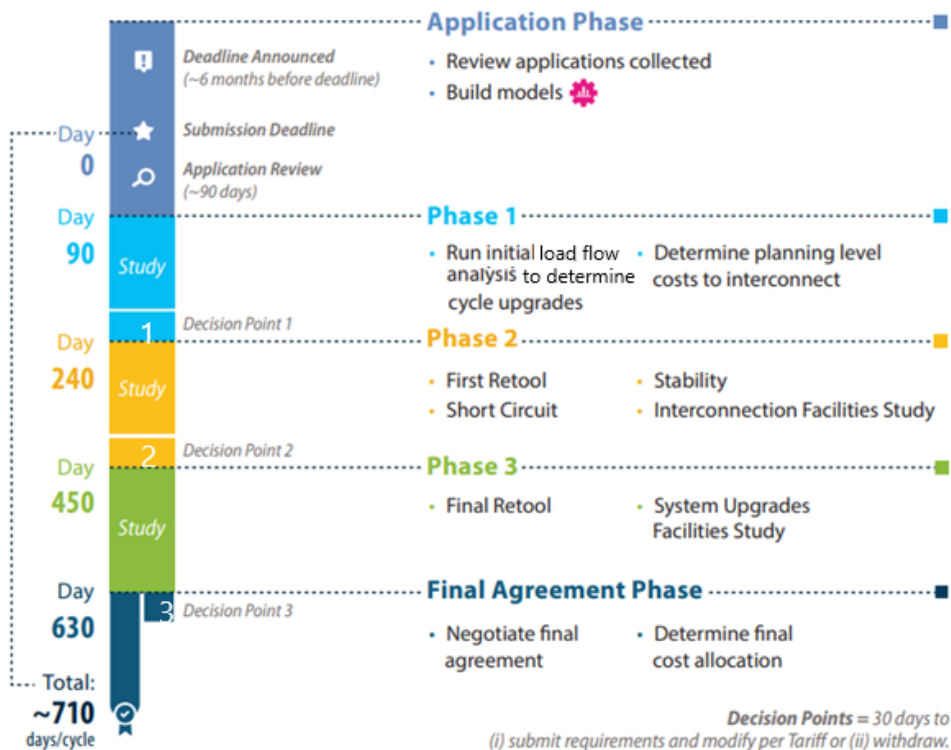 Application Phase
Deadline Announced
(~6 months before deadline)
• Review applications collected
• Build models
Day
0
Submission Deadline
Application Review
(~90 days)
Day
90
Phase 1
Study
• Run initial load flow
analysis to determine
cycle upgrades
• Determine planning level
costs to interconnect
1
Decision Point 1
Day
240
Phase 2
Study
• First Retool
• Short Circuit
• Stability
• Interconnection Facilities Study
2
Decision Point 2
Day
450
Phase 3
Study
• Final Retool
• System Upgrades
Facilities Study
Day
630
Final Agreement Phase
3
Decision Point 3
• Negotiate final
agreement
• Determine final
cost allocation
Total:
~710
days/cycle
Decision Points = 30 days to
(i) submit requirements and modify per Tariff or (ii) withdraw.